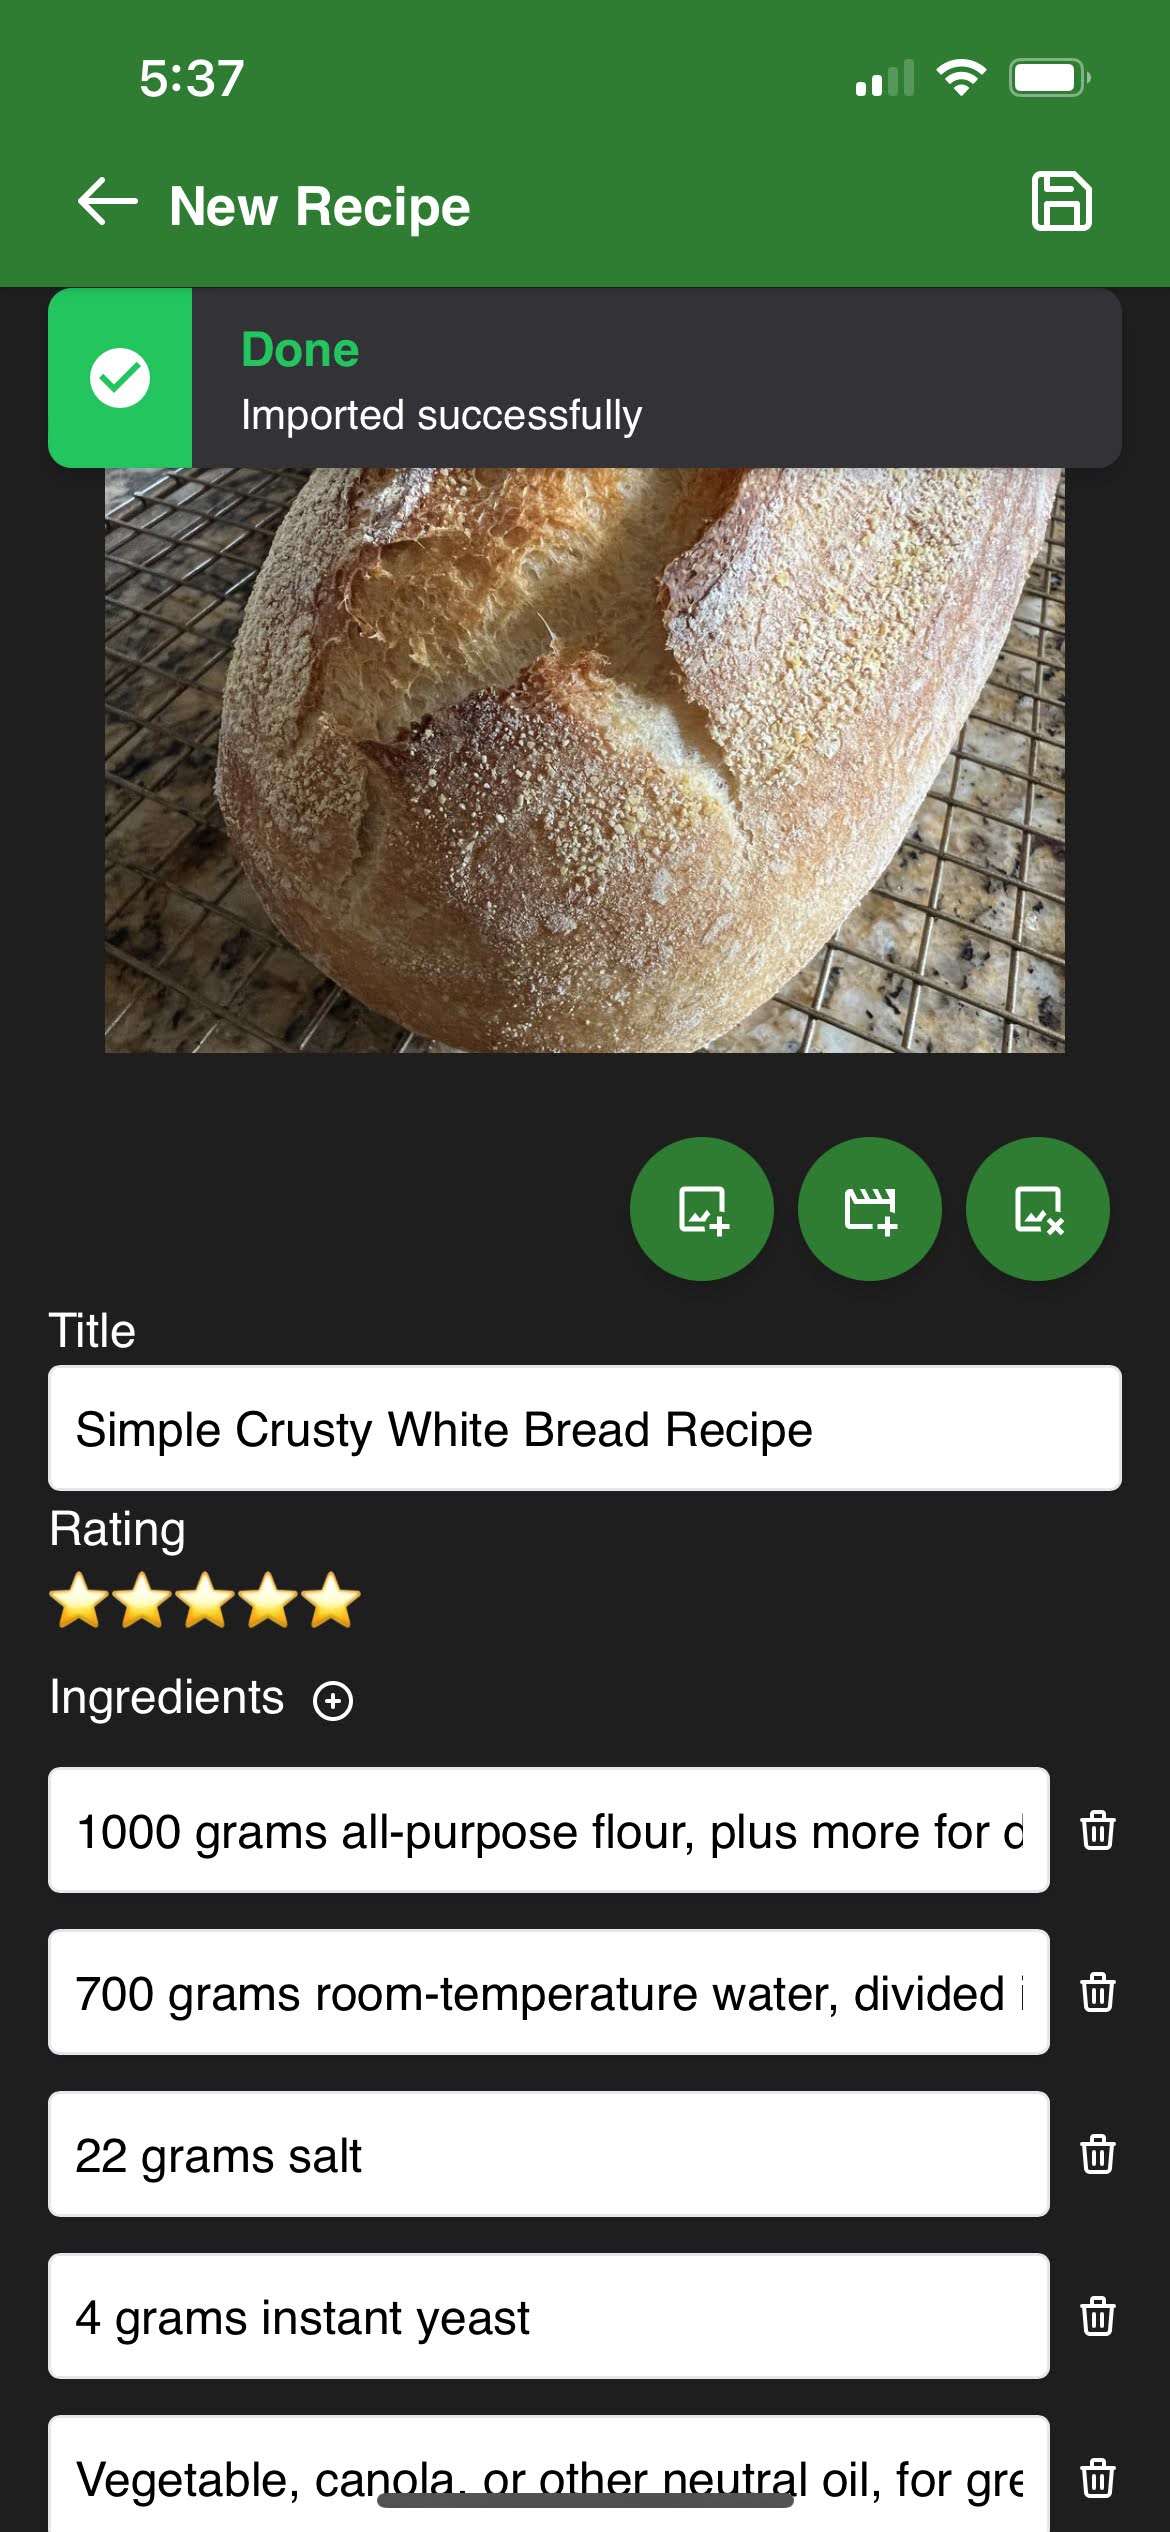 5:37
New Recipe
Done
Imported successfully
Title
Simple Crusty White Bread Recipe
Rating
Ingredients
1000 grams all-purpose flour, plus more for d
700 grams room-temperature water, divided i
22 grams salt
4 grams instant yeast
Vegetable, canola, or other neutral oil, for gre